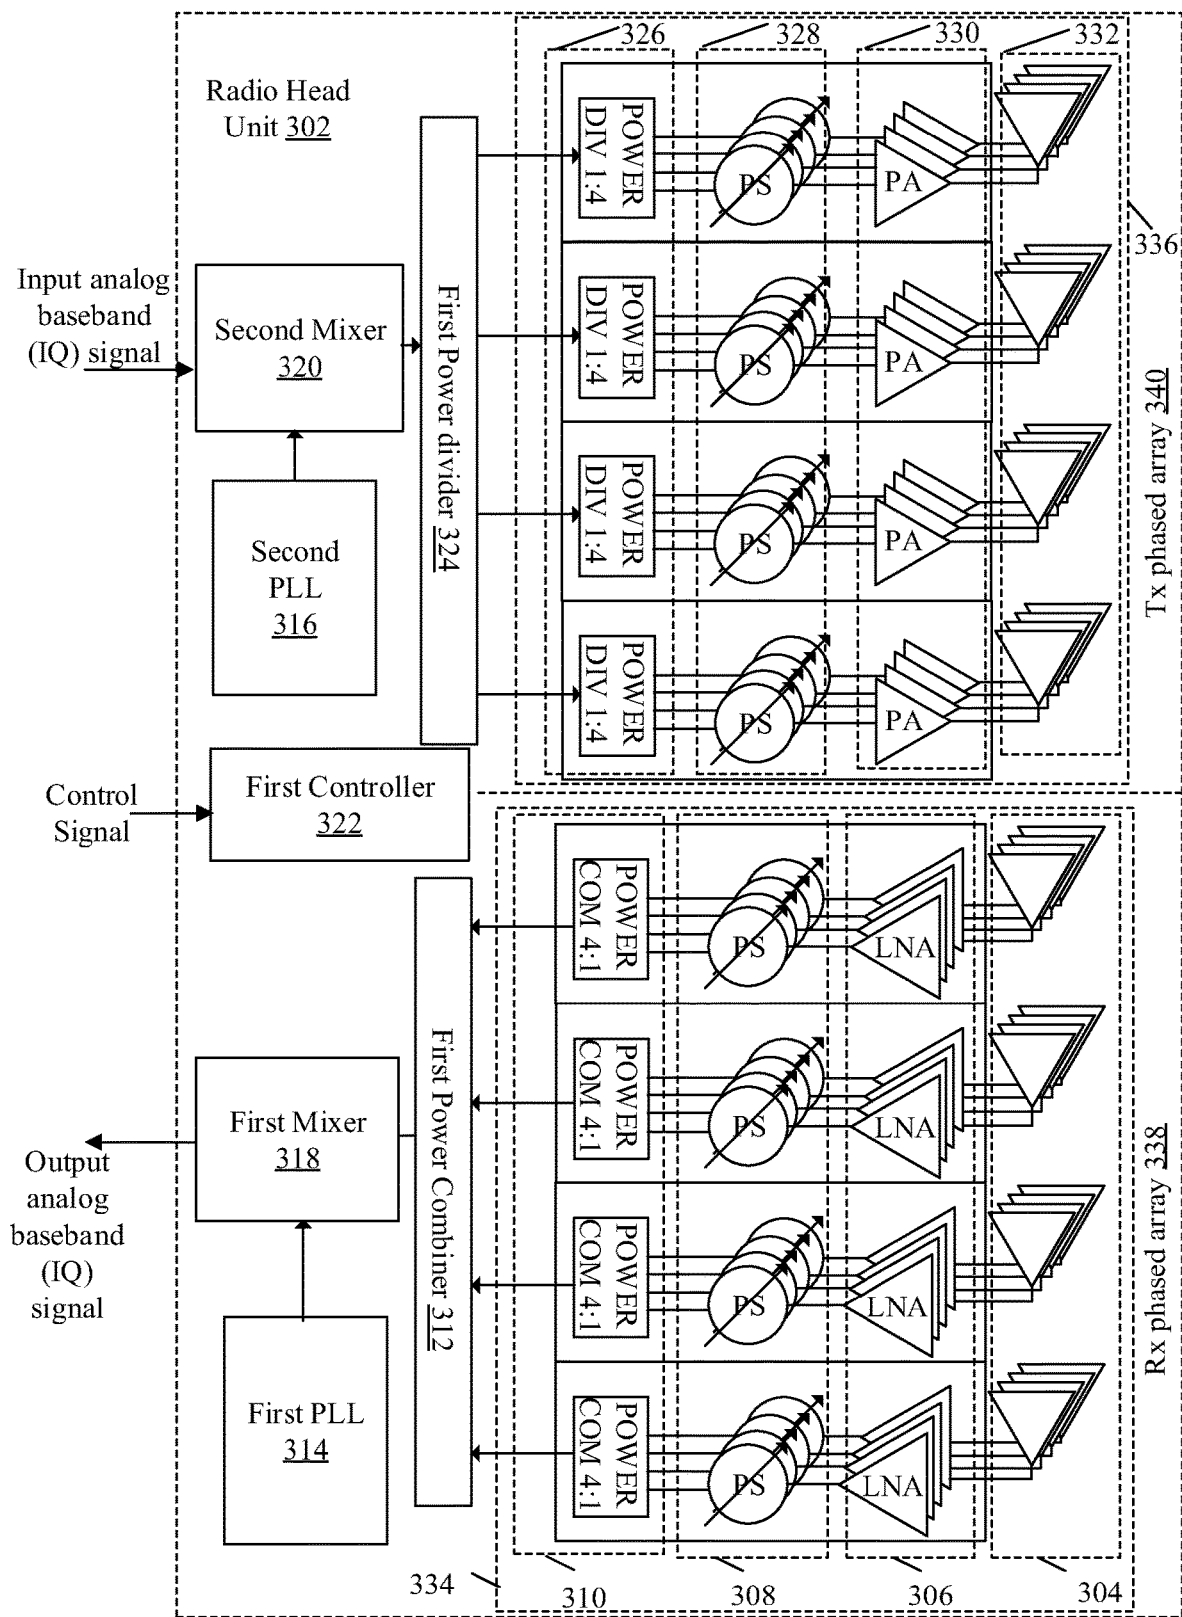 326
328
330
332
Radio Head
Unit 302
POWER
DIV 1:4
PS
PA
336
Input analog
baseband
(IQ) signal
Second Mixer
320
First Power divider 324
POWER
DIV 1:4
PS
PA
Tx phased array 340
Second
PLL
316
POWER
DIV 1:4
PS
PA
POWER
DIV 1:4
PS
PA
Control
Signal
First Controller
322
POWER
COM 4:1
PS
LNA
First Mixer
318
First Power Combiner 312
POWER
COM 4:1
PS
LNA
Rx phased array 338
Output
analog
baseband
(IQ)
signal
POWER
COM 4:1
PS
LNA
First PLL
314
POWER
COM 4:1
PS
LNA
334
310
308
306
304